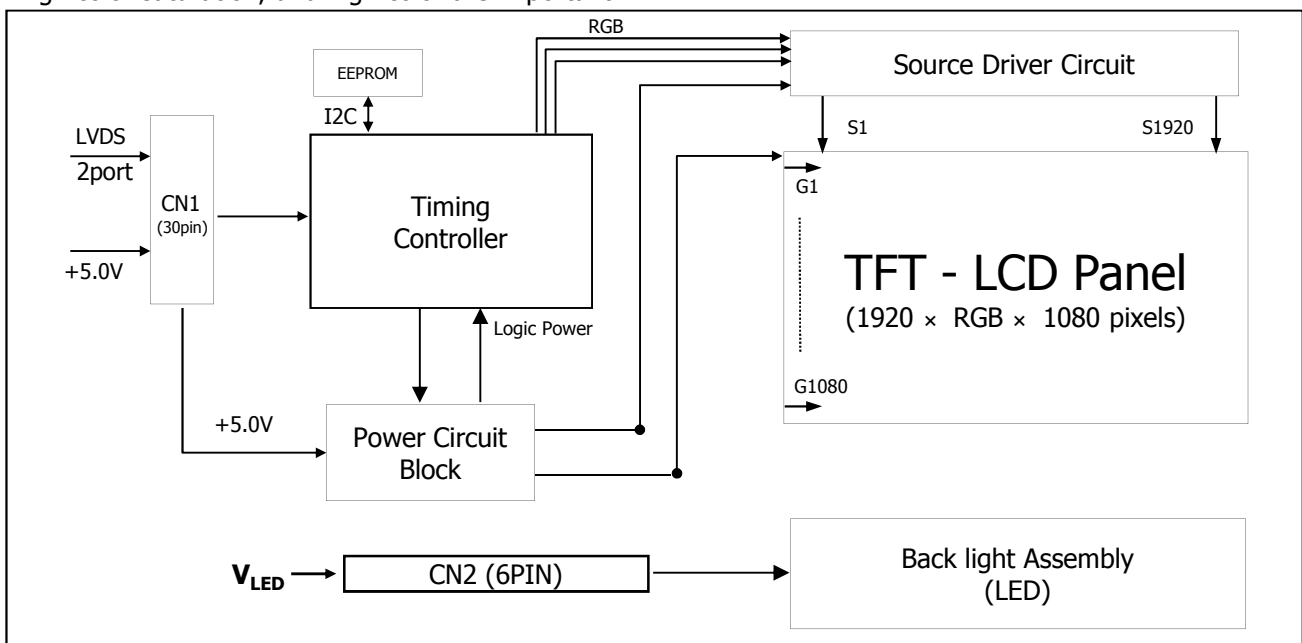 RGB
EEPROM
Source Driver Circuit
I2C
S1
S1920
LVDS
2port
CN1
(30pin)
+5.0V
Timing
Controller
G1
TFT - LCD Panel
(1920 × RGB × 1080 pixels)
Logic Power
G1080
+5.0V
Power Circuit
Block
VLED
CN2 (6PIN)
Back light Assembly
(LED)